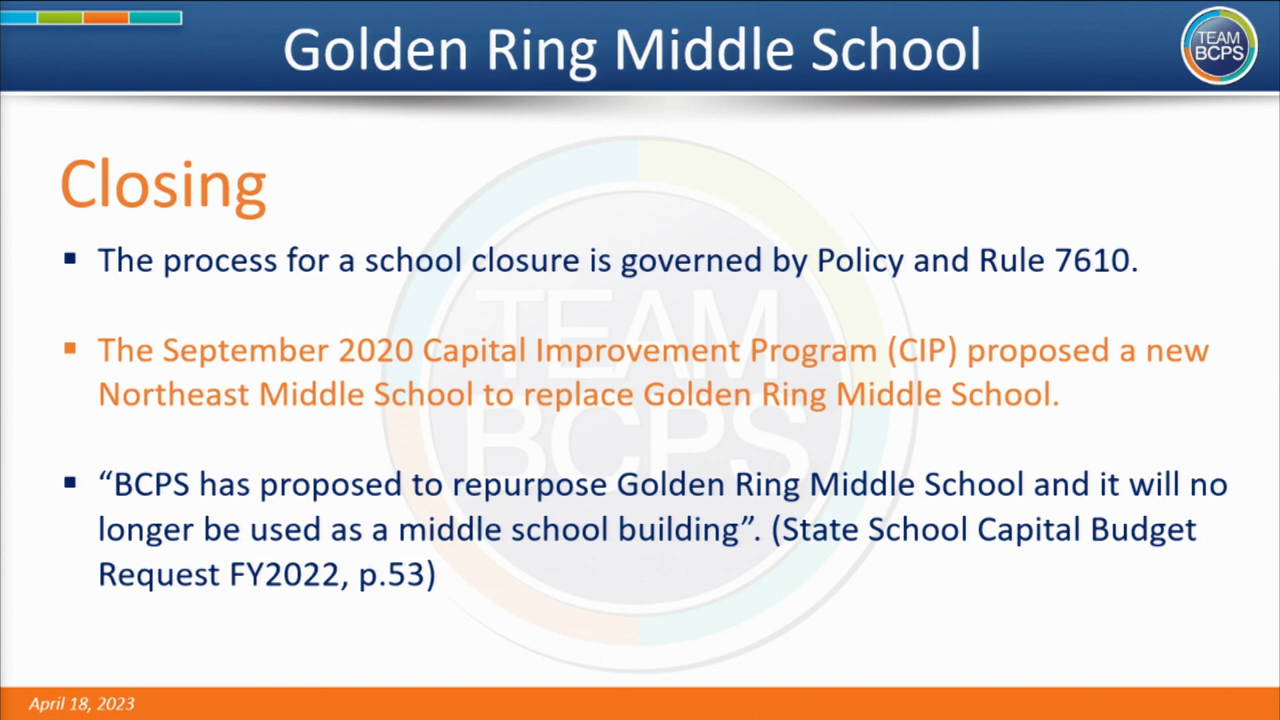 Golden Ring Middle School
TEAM
BCPS
Closing
▪ The process for a school closure is governed by Policy and Rule 7610.
▪ The September 2020 Capital Improvement Program (CIP) proposed a new
Northeast Middle School to replace Golden Ring Middle School.
▪ “BCPS has proposed to repurpose Golden Ring Middle School and it will no
longer be used as a middle school building”. (State School Capital Budget
Request FY2022, p.53)
TEAM
BCPS
April 18, 2023